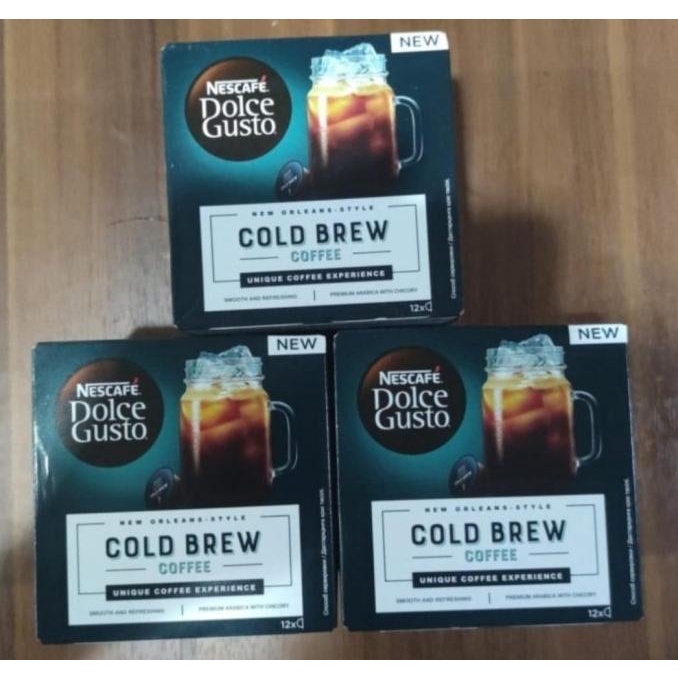 NEW
NESCAFÉ
Dolce
Gusto
NEW ORLEANS-STYLE
COLD BREW
COFFEE
UNIQUE COFFEE EXPERIENCE
SMOOTH AND REFRESHING | PREMIUM ARABICA WITH CHICORY
12x
NEW
NESCAFÉ
Dolce
Gusto
NEW ORLEANS-STYLE
COLD BREW
COFFEE
UNIQUE COFFEE EXPERIENCE
SMOOTH AND REFRESHING | PREMIUM ARABICA WITH CHICORY
12x
NEW
NESCAFÉ
Dolce
Gusto
NEW ORLEANS-STYLE
COLD BREW
COFFEE
UNIQUE COFFEE EXPERIENCE
SMOOTH AND REFRESHING | PREMIUM ARABICA WITH CHICORY
12x